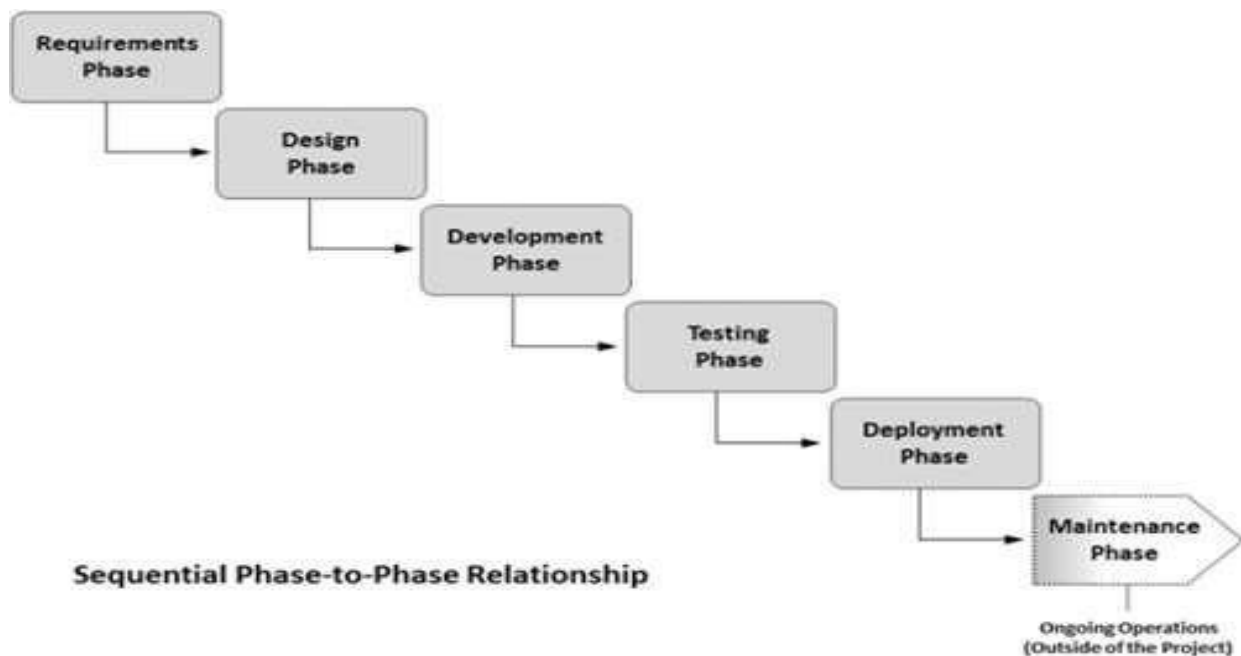 Requirements
Phase
Design
Phase
Development
Phase
Testing
Phase
Deployment
Phase
Maintenance
Phase
Sequential Phase-to-Phase Relationship
Ongoing Operations
(Outside of the Project)